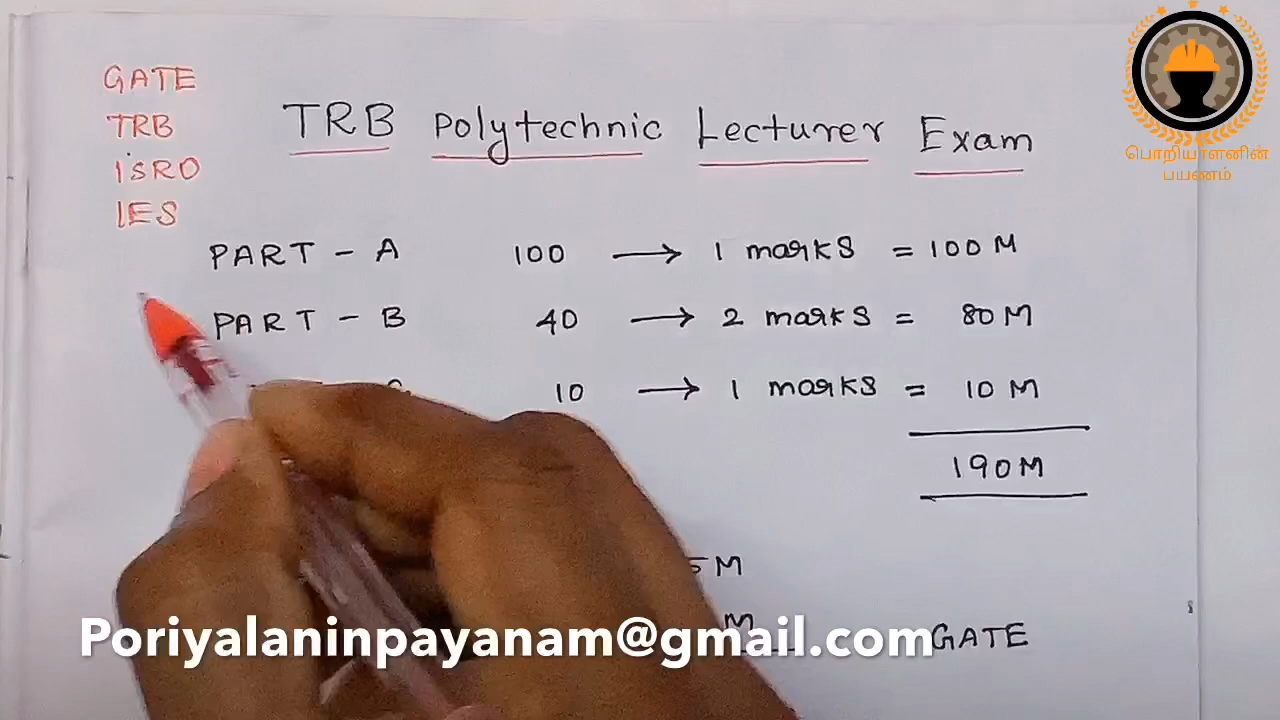 GATE
TRB
ISRO
IES
TRB Polytechnic Lecturer Exam
பொறியாளனின்
பயணம்
PART - A 100 → 1 marks = 100 M
PART - B 40 → 2 marks = 80 M
10 → 1 marks = 10 M
190 M
M
M GATE
Poriyalaninpayanam@gmail.com